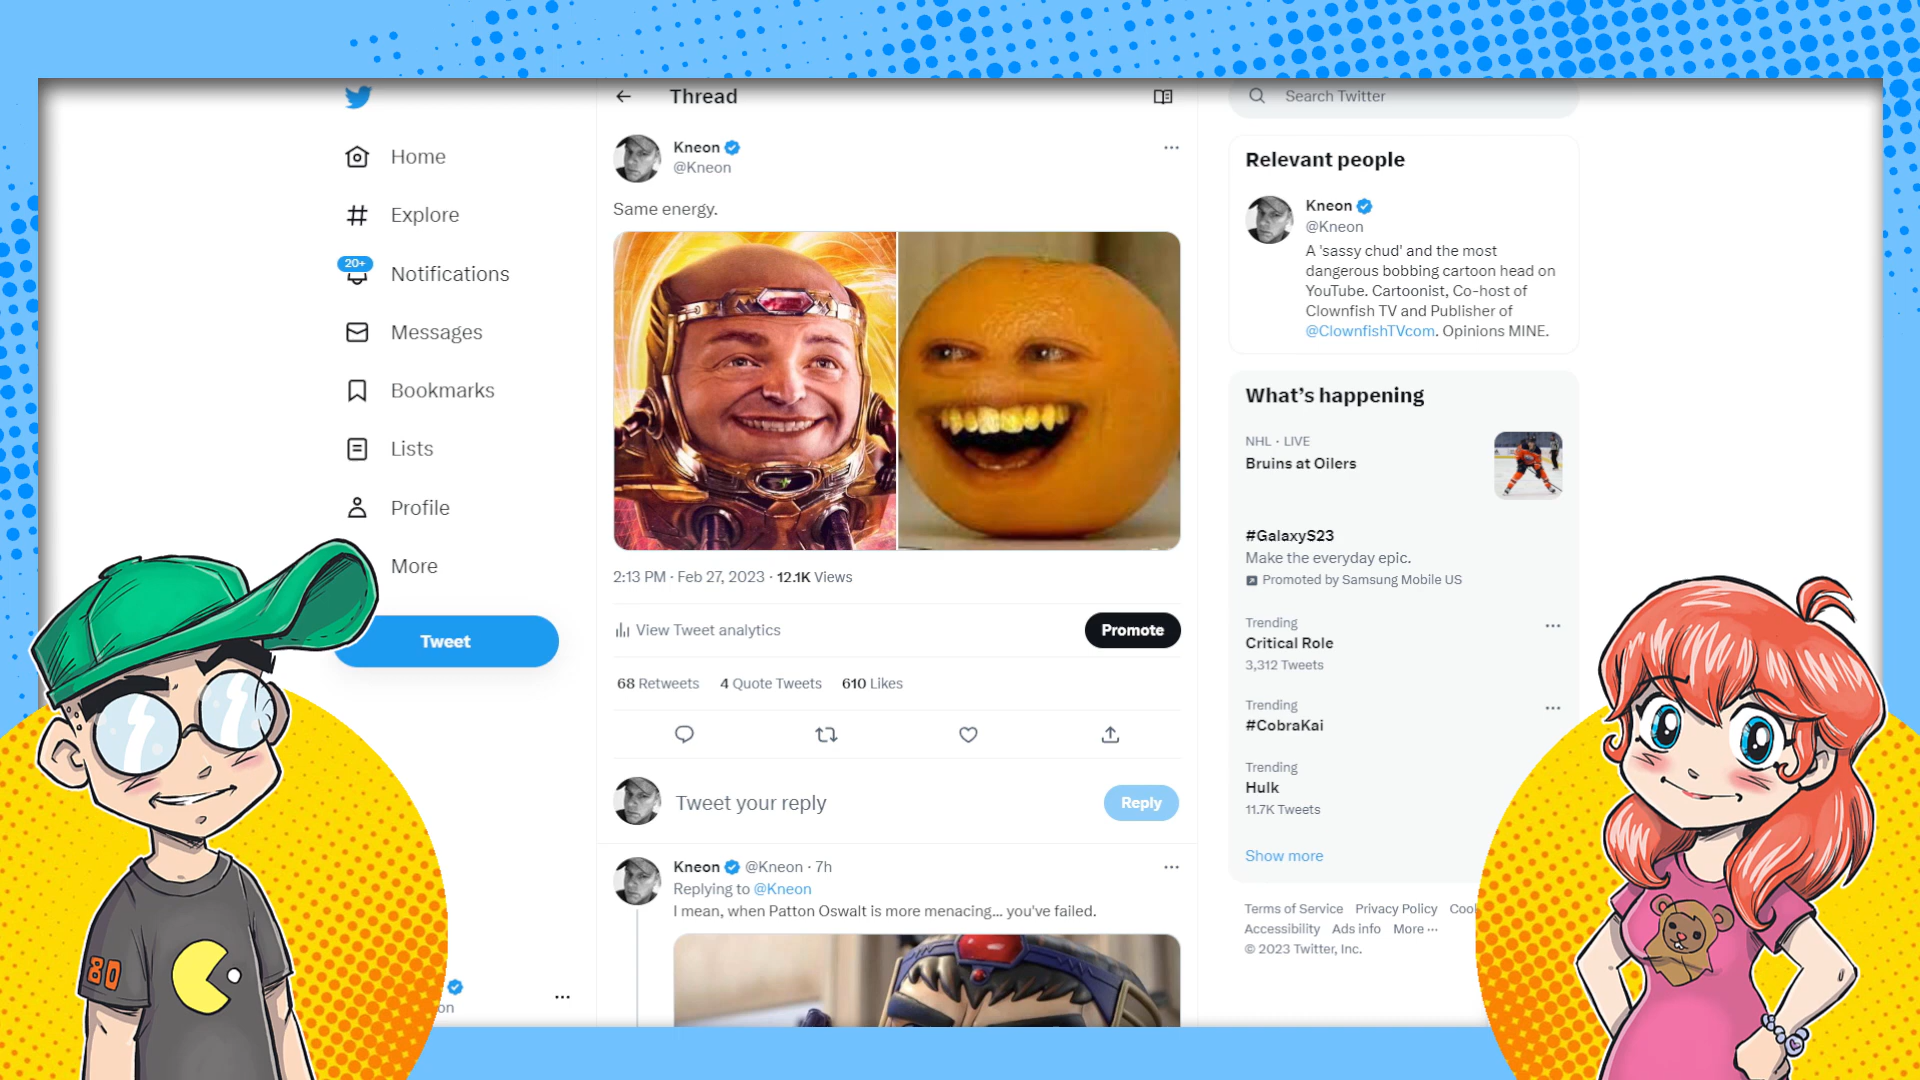 Home
Explore
20+
Notifications
Messages
Bookmarks
Lists
Profile
More
Tweet
on
Thread
Kneon
@Kneon
Same energy.
2:13 PM · Feb 27, 2023 · 12.1K Views
View Tweet analytics
Promote
68 Retweets 4 Quote Tweets 610 Likes
Tweet your reply
Reply
Kneon @Kneon · 7h
Replying to @Kneon
I mean, when Patton Oswalt is more menacing... you've failed.
Search Twitter
Relevant people
Kneon
@Kneon
A 'sassy chud' and the most
dangerous bobbing cartoon head on
YouTube. Cartoonist, Co-host of
Clownfish TV and Publisher of
@ClownfishTVcom. Opinions MINE.
What's happening
NHL · LIVE
Bruins at Oilers
#GalaxyS23
Make the everyday epic.
Promoted by Samsung Mobile US
Trending
Critical Role
3,312 Tweets
Trending
#CobraKai
Trending
Hulk
11.7K Tweets
Show more
Terms of Service Privacy Policy Cool
Accessibility Ads info More ···
© 2023 Twitter, Inc.
80